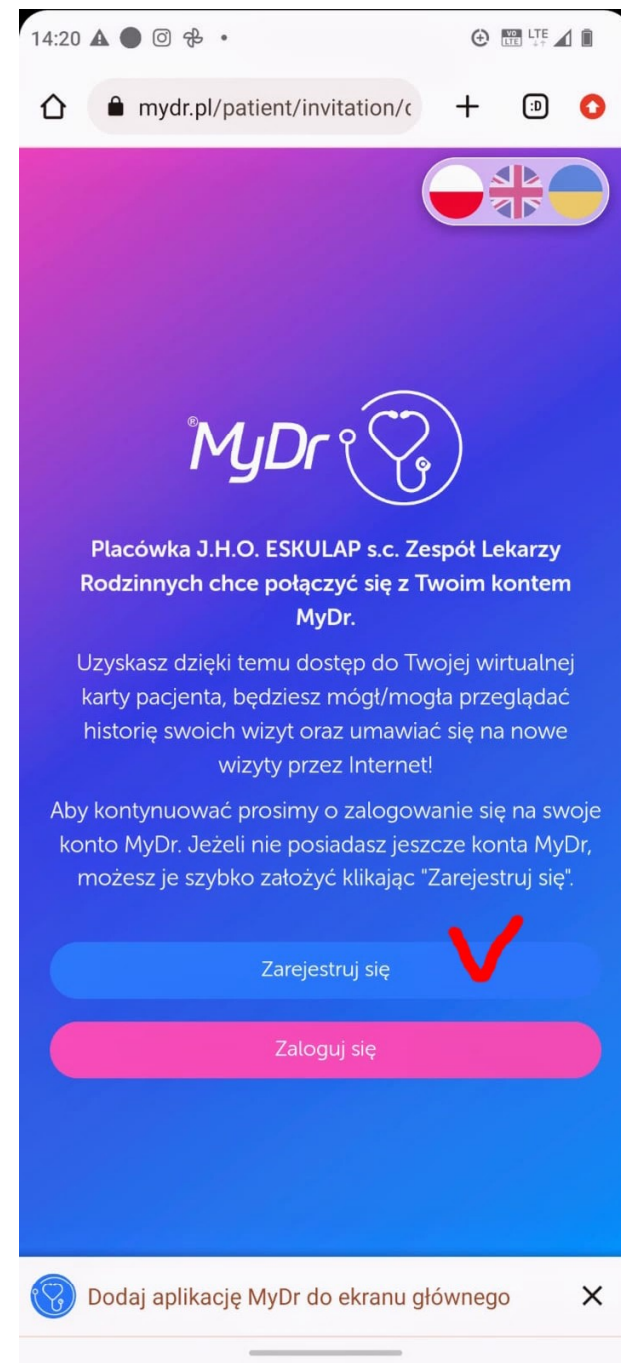 14:20
VO LTE LTE
mydr.pl/patient/invitation/
:D
®MyDr
Placówka J.H.O. ESKULAP s.c. Zespół Lekarzy
Rodzinnych chce połączyć się z Twoim kontem
MyDr.
Uzyskasz dzięki temu dostęp do Twojej wirtualnej
karty pacjenta, będziesz mógł/mogła przeglądać
historię swoich wizyt oraz umawiać się na nowe
wizyty przez Internet!
Aby kontynuować prosimy o zalogowanie się na swoje
konto MyDr. Jeżeli nie posiadasz jeszcze konta MyDr,
możesz je szybko założyć klikając "Zarejestruj się".
Zarejestruj się
Zaloguj się
Dodaj aplikację MyDr do ekranu głównego